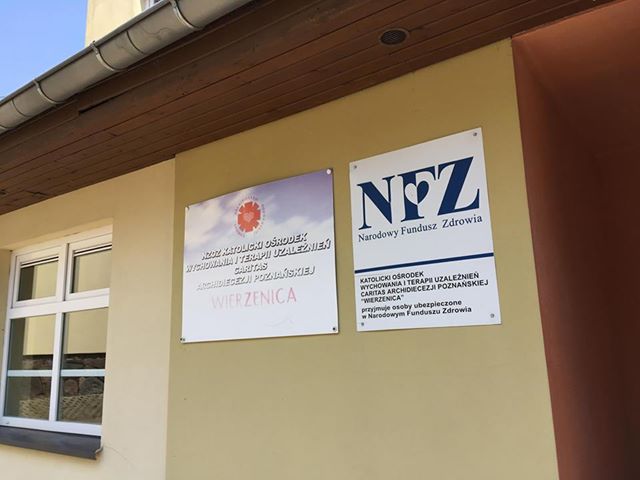 NZOZ KATOLICKI OŚRODEK
WYCHOWANIA I TERAPII UZALEŻNIEŃ
CARITAS
ARCHIDIECEZJI POZNAŃSKIEJ
WIERZENICA
NFZ
Narodowy Fundusz Zdrowia
KATOLICKI OŚRODEK
WYCHOWANIA I TERAPII UZALEŻNIEŃ
CARITAS ARCHIDIECEZJI POZNAŃSKIEJ
"WIERZENICA"
przyjmuje osoby ubezpieczone
w Narodowym Funduszu Zdrowia